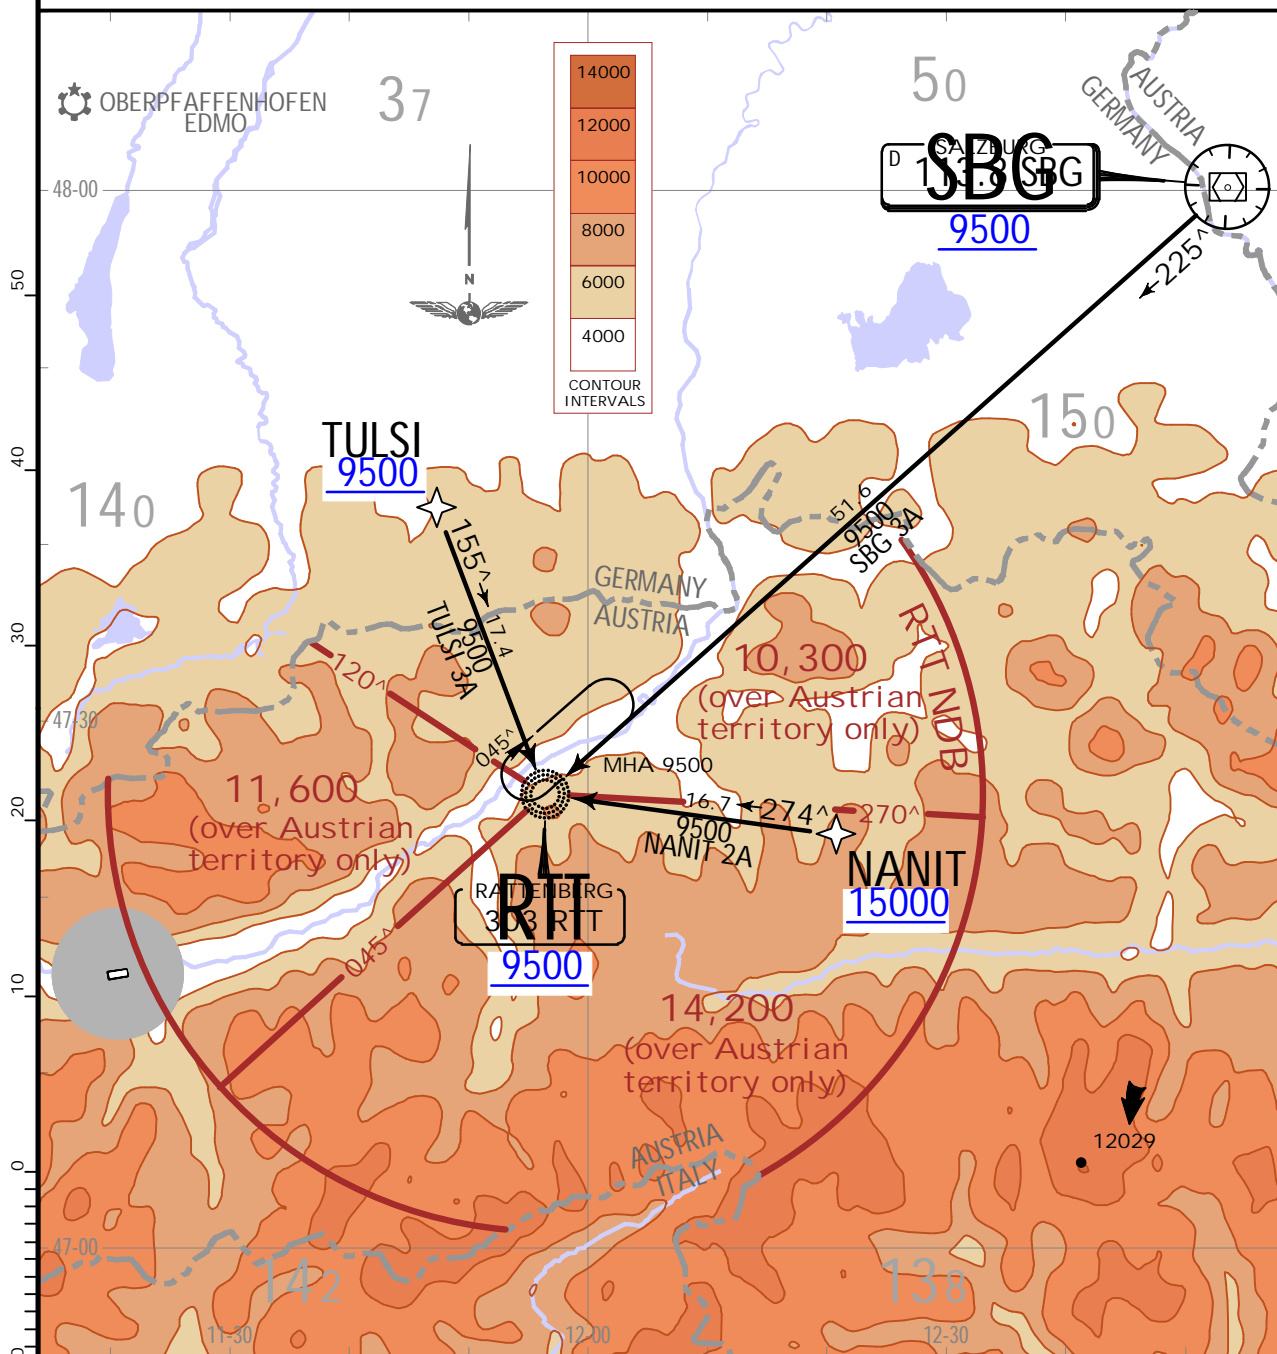 OBERPFAFFENHOFEN
EDMO
37
14000
12000
10000
8000
6000
4000
CONTOUR
INTERVALS
50
AUSTRIA
GERMANY
D
SALZBURG
113.8 SBG
SBG
9500
48-00
N
←225^
50
40
30
20
10
0
TULSI
9500
140
150
155^
17.4
9500
TULSI 3A
51.6
9500
SBG 3A
GERMANY
AUSTRIA
RTT NDB
10,300
(over Austrian
territory only)
120^
47-30
045^
MHA 9500
11,600
(over Austrian
territory only)
16.7
←274^
270^
9500
NANIT 2A
NANIT
15000
RATTENBERG
303 RTT
RTT
9500
045^
14,200
(over Austrian
territory only)
12029
AUSTRIA
ITALY
47-00
142
138
11-30
12-00
12-30